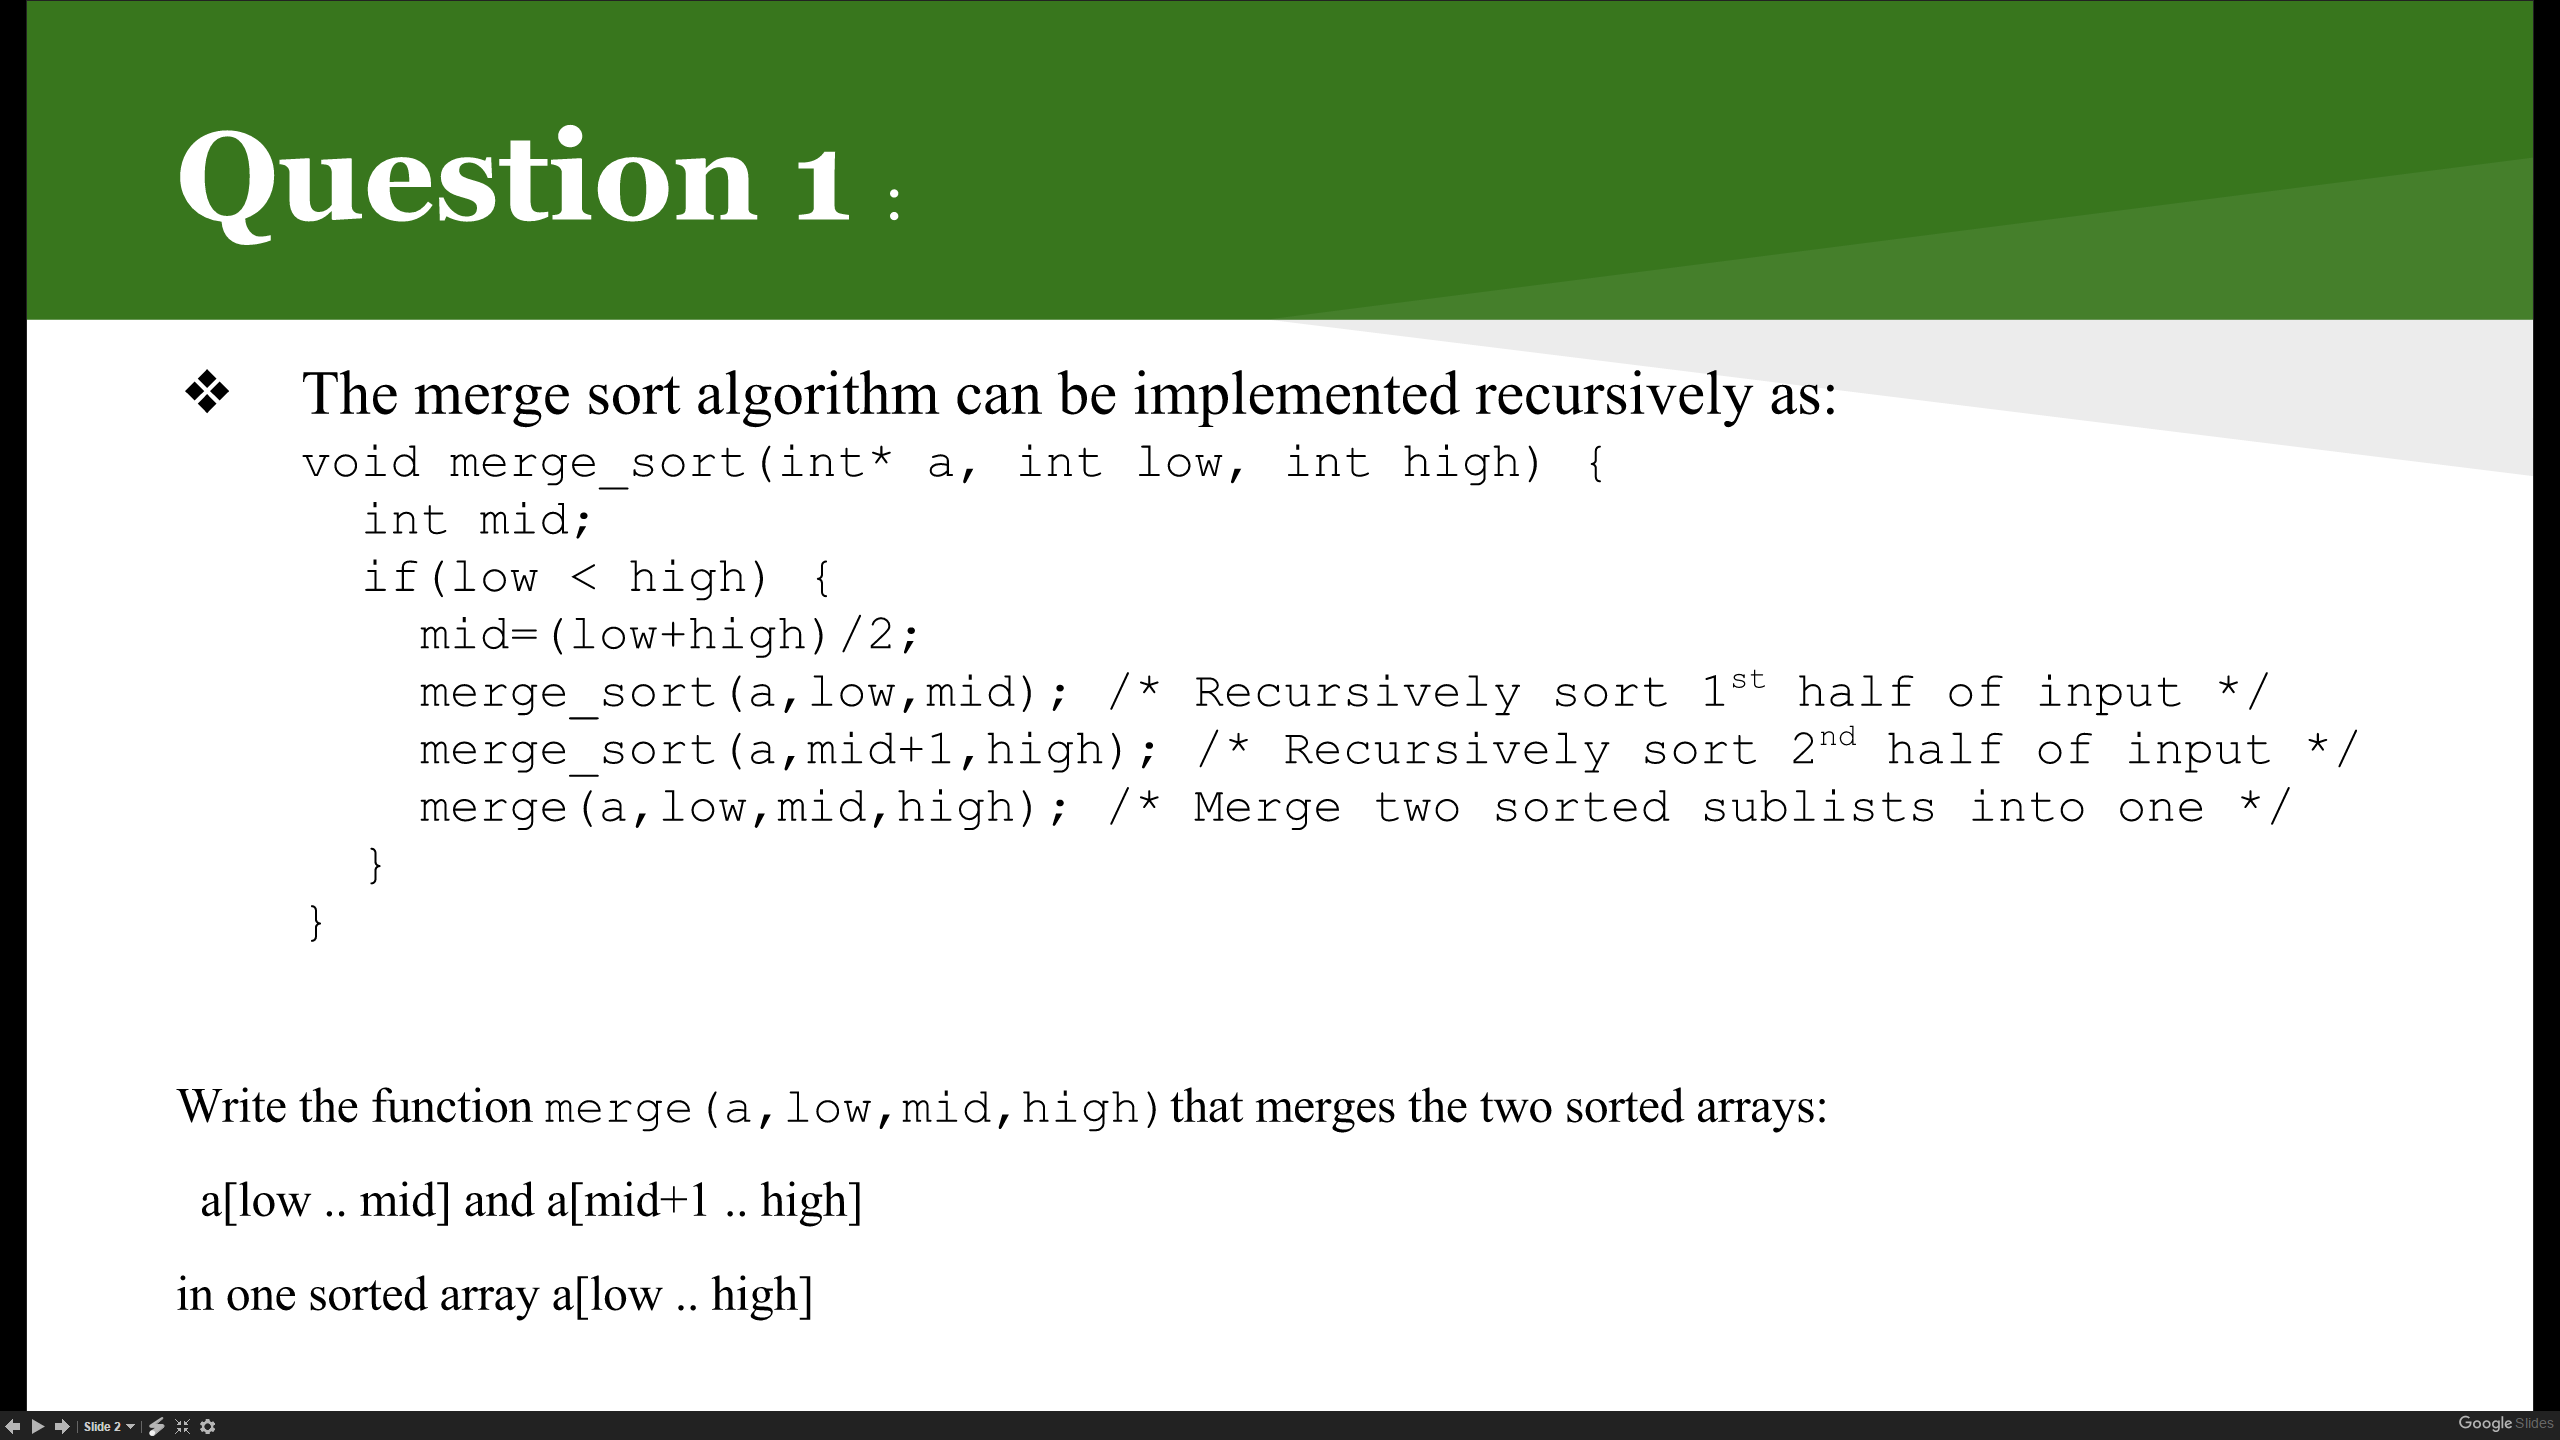 Question 1 :
❖ The merge sort algorithm can be implemented recursively as:
void merge_sort(int* a, int low, int high) {
int mid;
if(low < high) {
mid=(low+high)/2;
merge_sort(a,low,mid); /* Recursively sort 1st half of input */
merge_sort(a,mid+1,high); /* Recursively sort 2nd half of input */
merge(a,low,mid,high); /* Merge two sorted sublists into one */
}
}
Write the function merge(a,low,mid,high)that merges the two sorted arrays:
a[low .. mid] and a[mid+1 .. high]
in one sorted array a[low .. high]
Slide 2
Google Slides